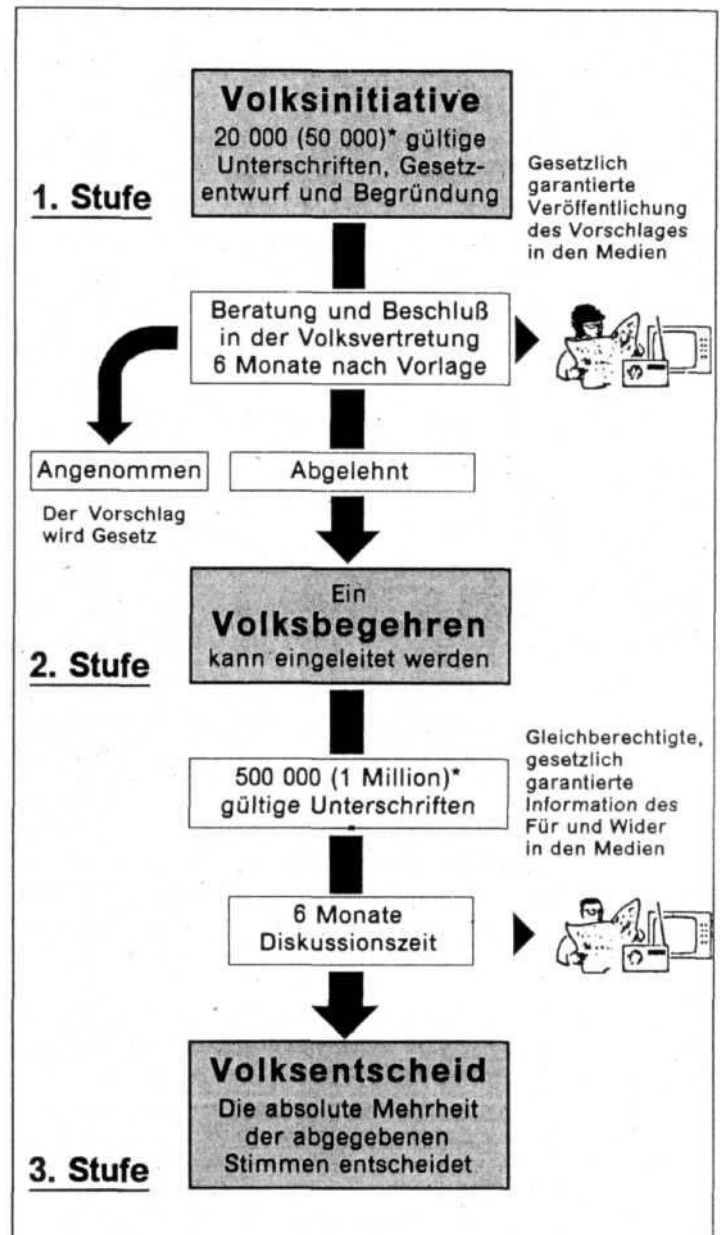 Volksinitiative
20 000 (50 000)* gültige
Unterschriften, Gesetz-
entwurf und Begründung
1. Stufe
Gesetzlich
garantierte
Veröffentlichung
des Vorschlages
in den Medien
Beratung und Beschluß
in der Volksvertretung
6 Monate nach Vorlage
Angenommen
Abgelehnt
Der Vorschlag
wird Gesetz
Ein
Volksbegehren
kann eingeleitet werden
2. Stufe
500 000 (1 Million)*
gültige Unterschriften
Gleichberechtigte,
gesetzlich
garantierte
Information des
Für und Wider
in den Medien
6 Monate
Diskussionszeit
Volksentscheid
Die absolute Mehrheit
der abgegebenen
Stimmen entscheidet
3. Stufe